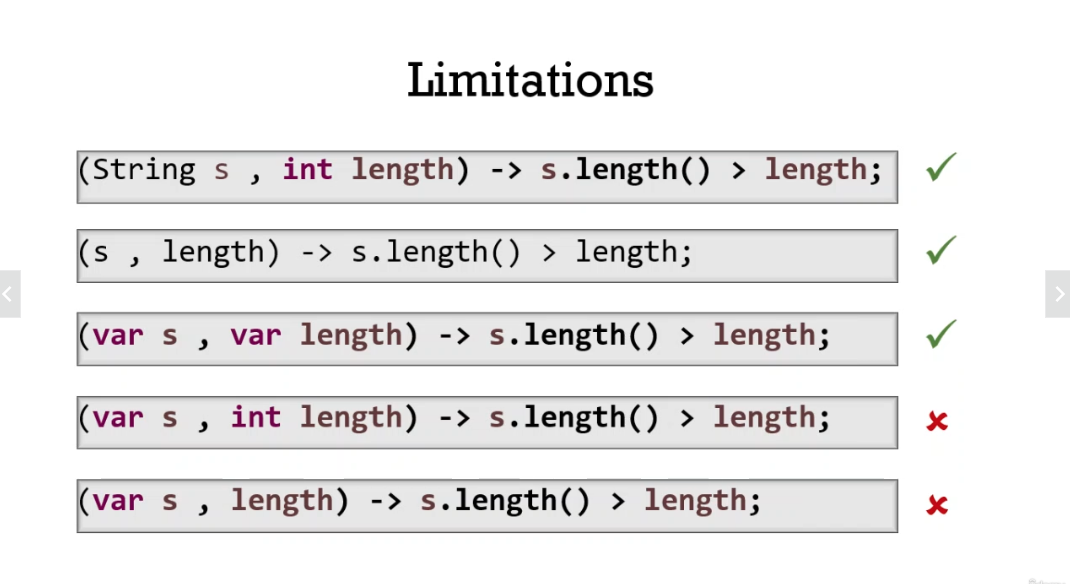 Limitations
(String s , int length) -> s.length() > length;
(s , length) -> s.length() > length;
(var s , var length) -> s.length() > length;
(var s , int length) -> s.length() > length;
(var s , length) -> s.length() > length;